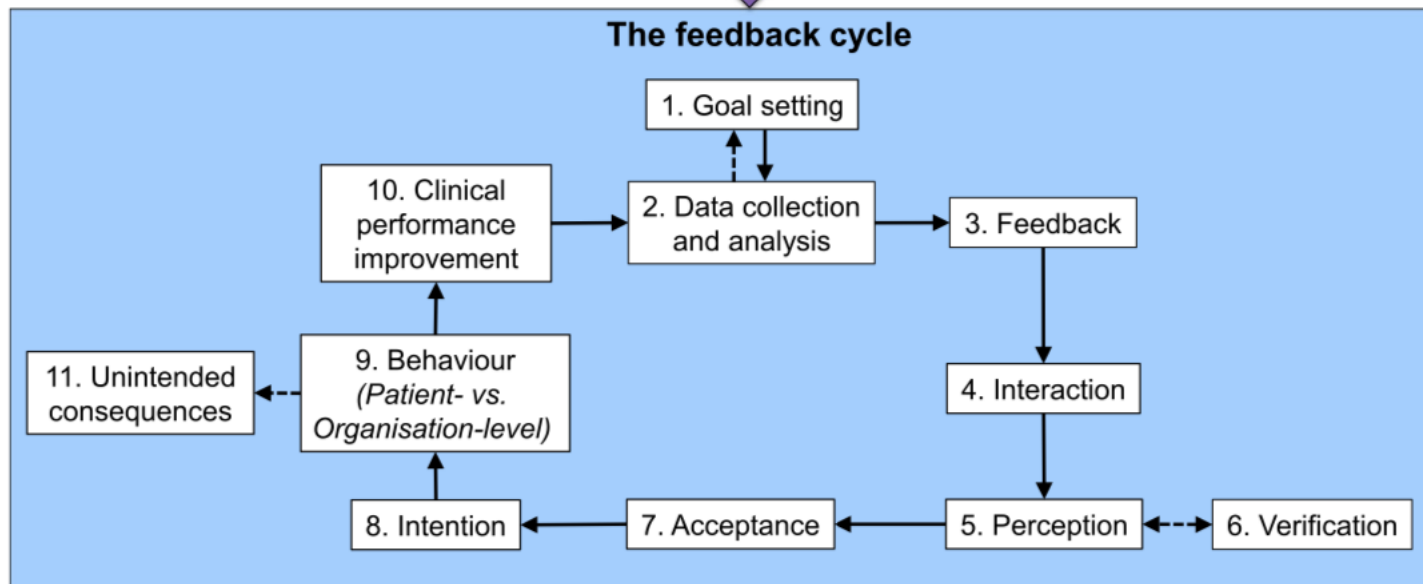 The feedback cycle
1. Goal setting
2. Data collection
and analysis
3. Feedback
4. Interaction
5. Perception
6. Verification
7. Acceptance
8. Intention
9. Behaviour
(Patient- vs.
Organisation-level)
10. Clinical
performance
improvement
11. Unintended
consequences